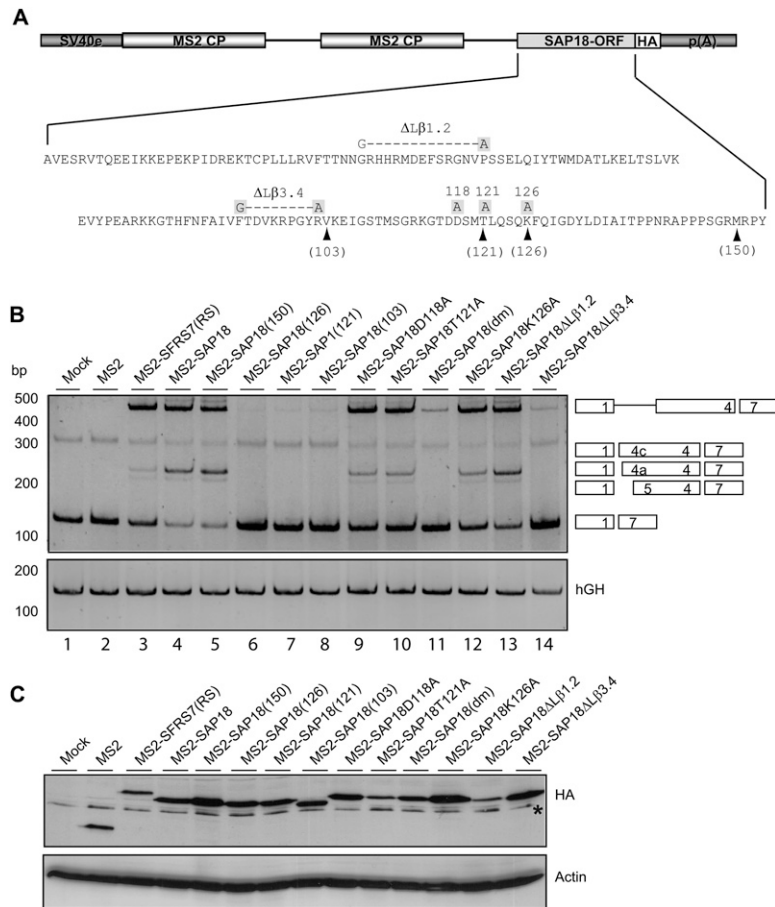 A
SV40e MS2 CP MS2 CP SAP18-ORF HA p(A)
ΔLβ1.2
G--------------A
AVESRVTQEEIKKEPEKPIDREKTCPLLLRVFTTNNGRHHRMDEFSRGNVPSSELQIYTWMDATLKELTSLVK
ΔLβ3.4 118 121 126
G--------A A A A
EVYPEARKKGTHFNFAIVFTDVKRPGYRVKEIGSTMSGRKGTDDSMTLQSQKFQIGDYLDIAITPPNRAPPPSGRMRPY
(103) (121) (126) (150)
B
bp
Mock
MS2
MS2-SFRS7(RS)
MS2-SAP18
MS2-SAP18(150)
MS2-SAP18(126)
MS2-SAP1(121)
MS2-SAP18(103)
MS2-SAP18D118A
MS2-SAP18T121A
MS2-SAP18(dm)
MS2-SAP18K126A
MS2-SAP18ΔLβ1.2
MS2-SAP18ΔLβ3.4
500
400
300
200
100
1 4 7
1 4c 4 7
1 4a 4 7
5 4 7
1 7
200
100
hGH
1 2 3 4 5 6 7 8 9 10 11 12 13 14
C
Mock
MS2
MS2-SFRS7(RS)
MS2-SAP18
MS2-SAP18(150)
MS2-SAP18(126)
MS2-SAP18(121)
MS2-SAP18(103)
MS2-SAP18D118A
MS2-SAP18T121A
MS2-SAP18(dm)
MS2-SAP18K126A
MS2-SAP18ΔLβ1.2
MS2-SAP18ΔLβ3.4
HA
*
Actin